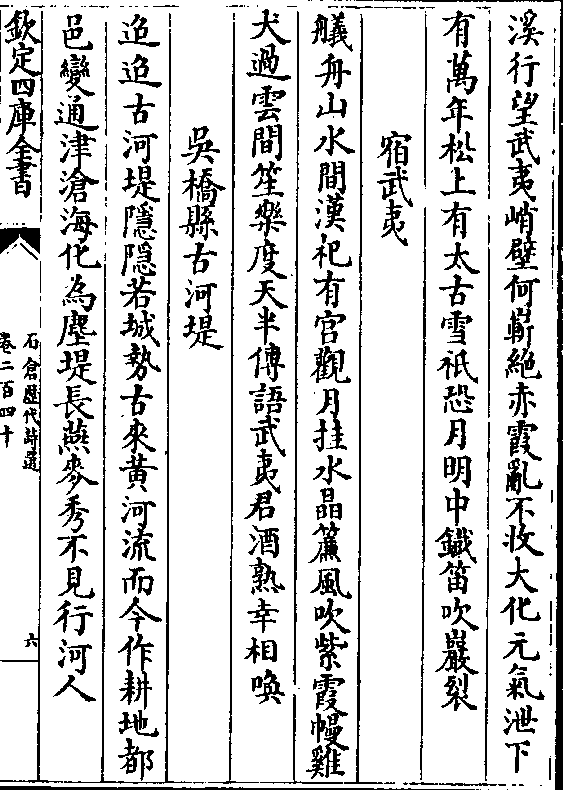 溪行望武夷峭壁何嶄絶赤霞亂不收大化元氣泄下
有萬年松上有太古雪祇恐月明中鐵笛吹巖裂
宿武夷
艤舟山水間漢祀有宫觀月挂水晶簾風吹紫霞幔雞
犬過雲間笙樂度天半傳語武夷君酒熟幸相喚
吳橋縣古河堤
迢迢古河堤隱隱若城勢古來黄河流而今作耕地都
邑變通津滄海化為塵堤長燕麥秀不見行河人
欽定四庫全書
石倉歷代詩選
卷二百四十
六